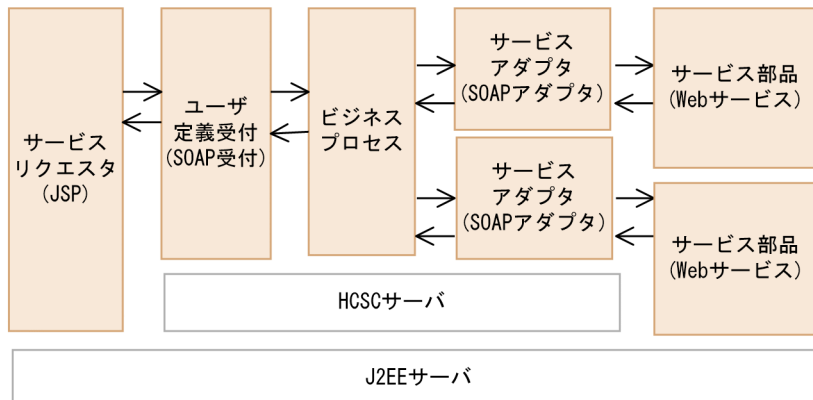 サービス
リクエスタ
(JSP)
ユーザ
定義受付
(SOAP受付)
ビジネス
プロセス
サービス
アダプタ
(SOAPアダプタ)
サービス部品
(Webサービス)
サービス
アダプタ
(SOAPアダプタ)
サービス部品
(Webサービス)
HCSCサーバ
J2EEサーバ